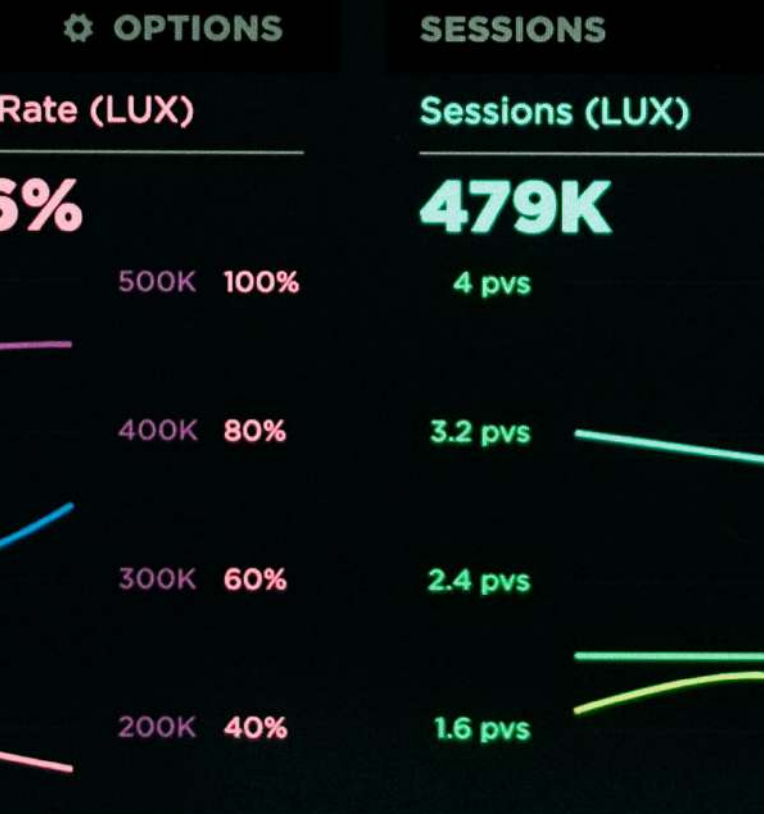 OPTIONS
Rate (LUX)
6%
500K 100%
400K 80%
300K 60%
200K 40%
SESSIONS
Sessions (LUX)
479K
4 pvs
3.2 pvs
2.4 pvs
1.6 pvs